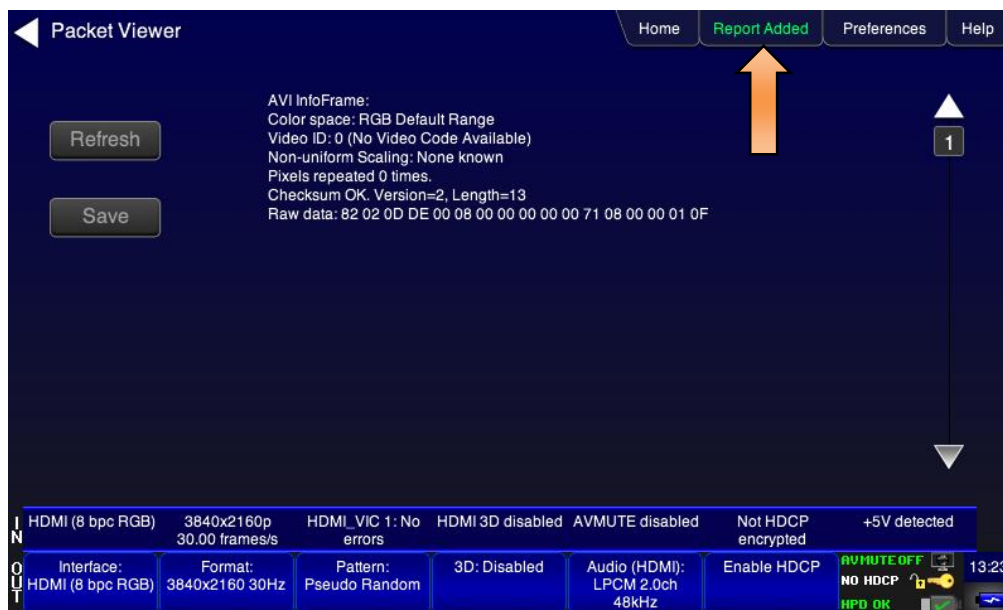 Packet Viewer
Home
Report Added
Preferences
Help
Refresh
Save
AVI InfoFrame:
Color space: RGB Default Range
Video ID: 0 (No Video Code Available)
Non-uniform Scaling: None known
Pixels repeated 0 times.
Checksum OK. Version=2, Length=13
Raw data: 82 02 0D DE 00 08 00 00 00 00 00 71 08 00 00 01 0F
1
IN
HDMI (8 bpc RGB)
3840x2160p
30.00 frames/s
HDMI_VIC 1: No
errors
HDMI 3D disabled
AVMUTE disabled
Not HDCP
encrypted
+5V detected
OUT
Interface:
HDMI (8 bpc RGB)
Format:
3840x2160 30Hz
Pattern:
Pseudo Random
3D: Disabled
Audio (HDMI):
LPCM 2.0ch
48kHz
Enable HDCP
AVMUTE OFF
NO HDCP
HPD OK
13:23